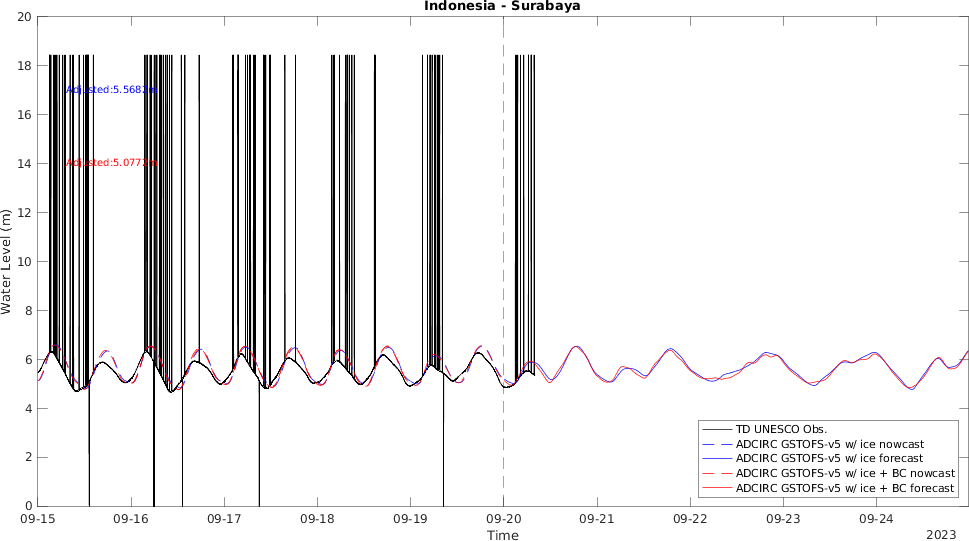 Indonesia - Surabaya
20
18
16
14
12
10
8
6
4
2
0
Water Level (m)
Adjusted:5.568
Adjusted:5.077
TD UNESCO Obs.
ADCIRC GSTOFS-v5 w/ ice nowcast
ADCIRC GSTOFS-v5 w/ ice forecast
ADCIRC GSTOFS-v5 w/ ice + BC nowcast
ADCIRC GSTOFS-v5 w/ ice + BC forecast
09-15
09-16
09-17
09-18
09-19
09-20
09-21
09-22
09-23
09-24
Time
2023